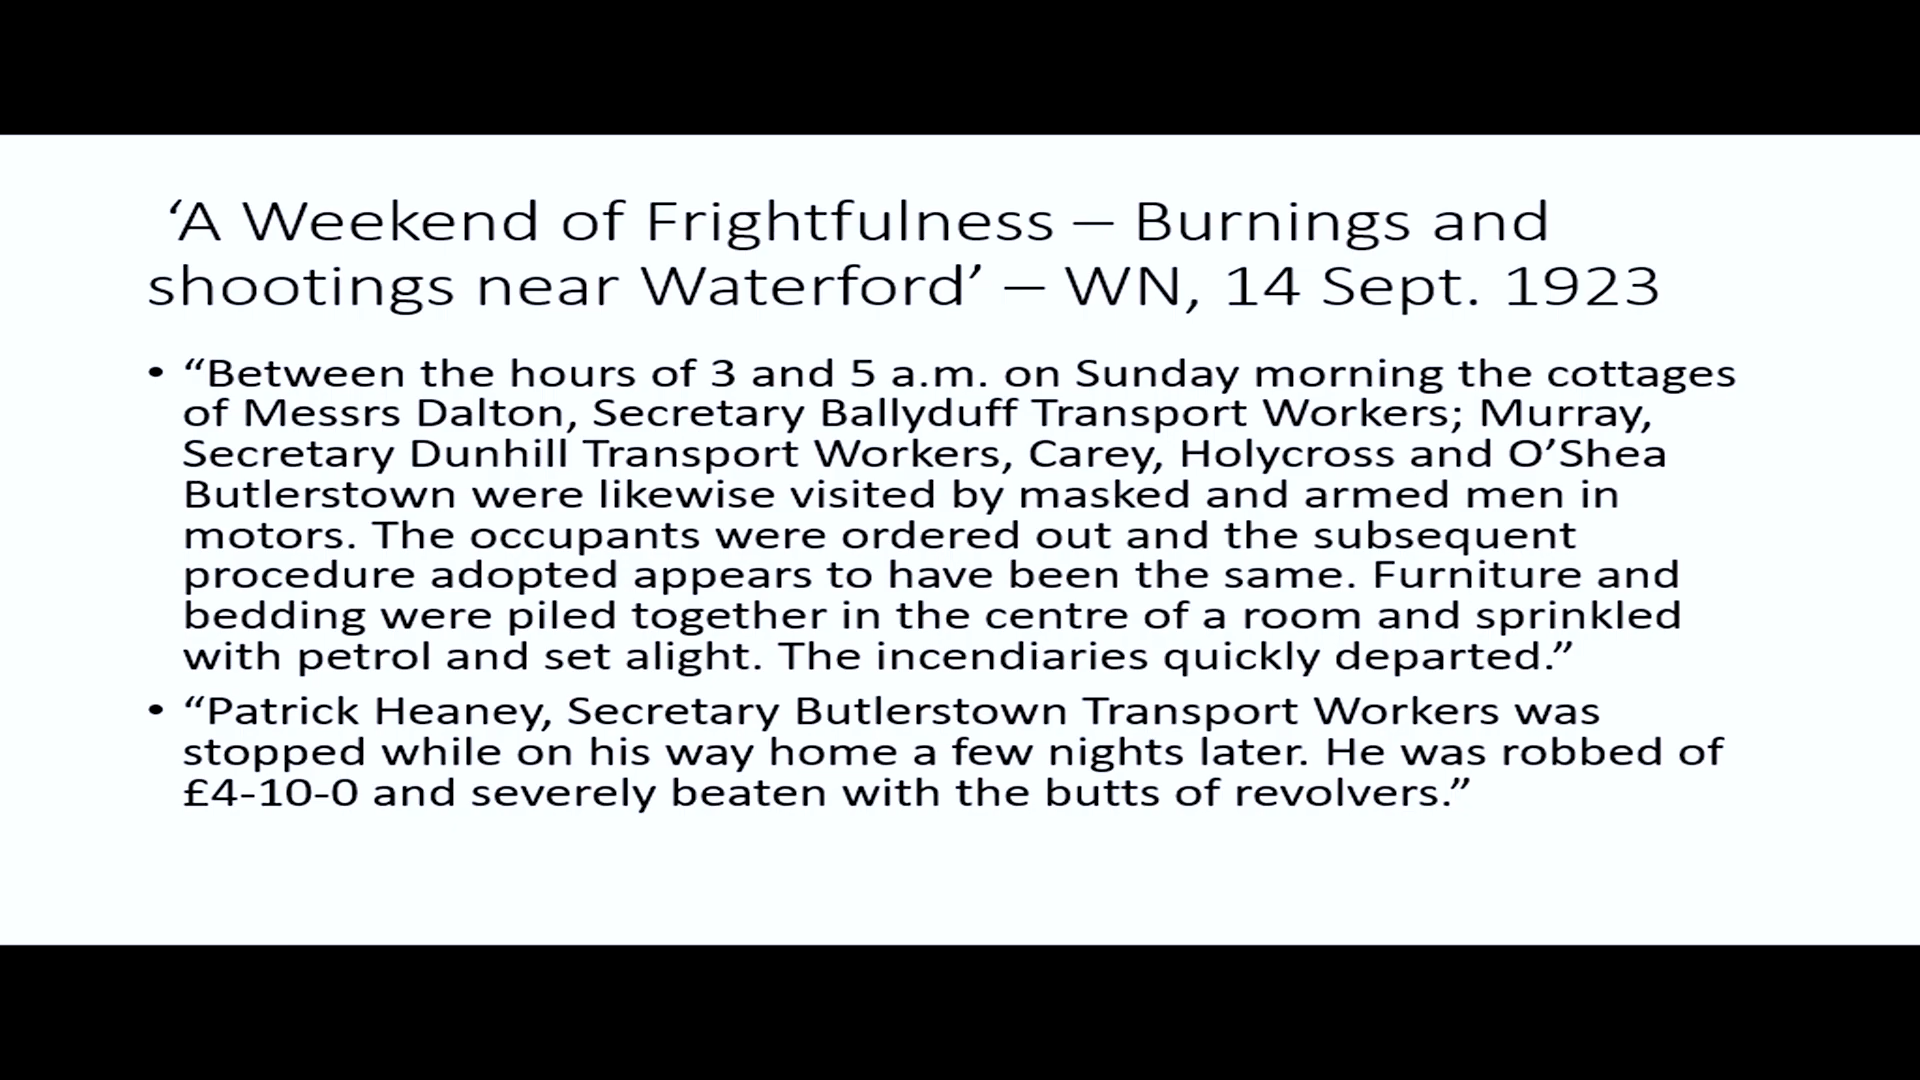 ‘A Weekend of Frightfulness – Burnings and
shootings near Waterford’ – WN, 14 Sept. 1923
• “Between the hours of 3 and 5 a.m. on Sunday morning the cottages
of Messrs Dalton, Secretary Ballyduff Transport Workers; Murray,
Secretary Dunhill Transport Workers, Carey, Holycross and O’Shea
Butlerstown were likewise visited by masked and armed men in
motors. The occupants were ordered out and the subsequent
procedure adopted appears to have been the same. Furniture and
bedding were piled together in the centre of a room and sprinkled
with petrol and set alight. The incendiaries quickly departed.”
• “Patrick Heaney, Secretary Butlerstown Transport Workers was
stopped while on his way home a few nights later. He was robbed of
£4-10-0 and severely beaten with the butts of revolvers.”